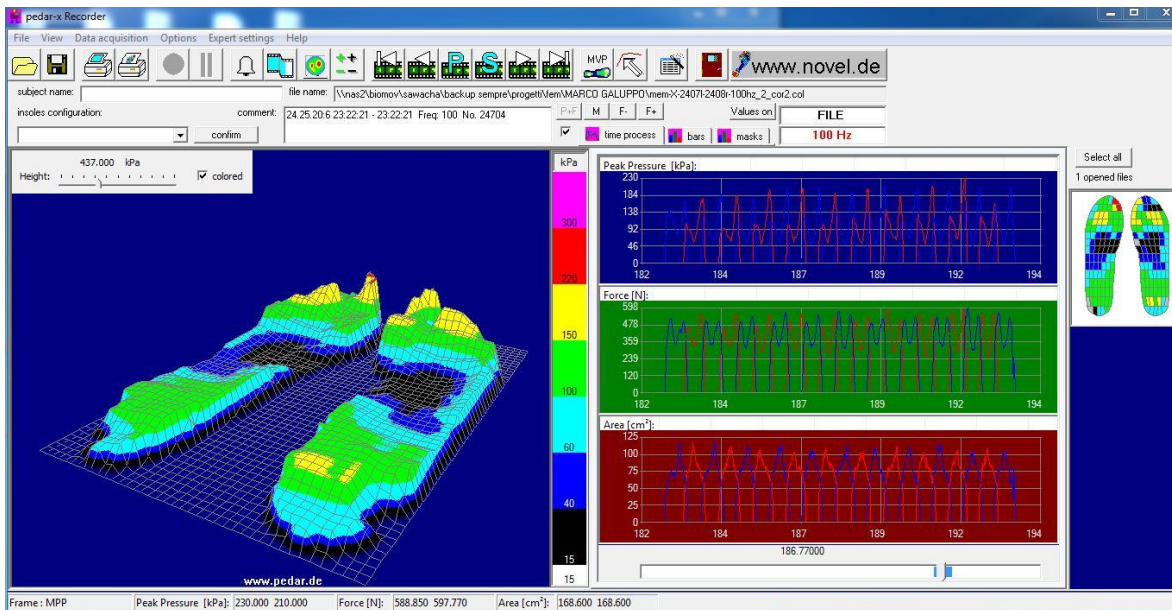 pedar-x Recorder
File View Data acquisition Options Expert settings Help
MVP
www.novel.de
subject name:
file name: \\nas2\biomov\sawacha\backup sempre\progetti\fem\MARCO GALUPPO\mem-X-2407l-2408r-100hz_2_cor2.col
insoles configuration:
comment: 24.25.20:6 23:22:21 - 23:22:21 Freq: 100 No. 24704
P+F M F- F+ Values on FILE
confirm
time process bars masks 100 Hz
437.000 kPa
Height:
colored
kPa
300
220
150
100
60
40
15
15
www.pedar.de
Peak Pressure [kPa]:
230
184
138
92
46
0
182 184 187 189 192 194
Force [N]:
598
478
359
239
120
0
182 184 187 189 192 194
Area [cm²]:
125
100
75
50
25
0
182 184 187 189 192 194
186.77000
Select all
1 opened files
Frame : MPP Peak Pressure [kPa]: 230.000 210.000 Force [N]: 588.850 597.770 Area [cm²]: 168.600 168.600